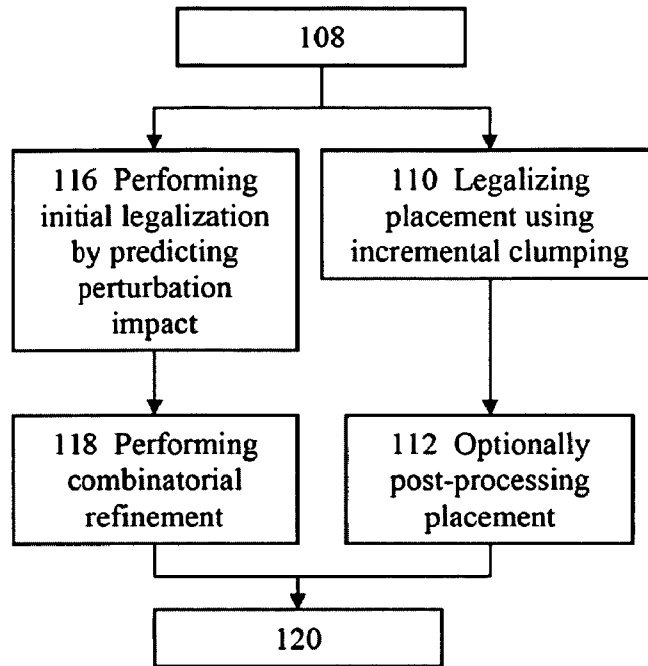 108
116 Performing
initial legalization
by predicting
perturbation
impact
110 Legalizing
placement using
incremental clumping
118 Performing
combinatorial
refinement
112 Optionally
post-processing
placement
120